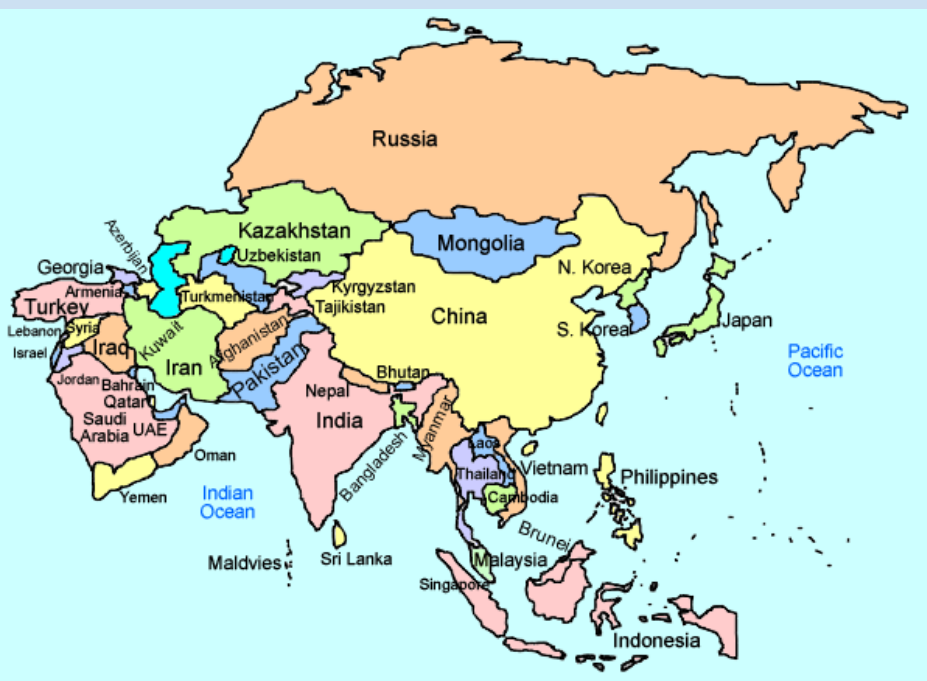 Russia
Kazakhstan
Mongolia
Azerbijan
Uzbekistan
Georgia
N. Korea
Armenia
Turkmenistan
Kyrgyzstan
Tajikistan
Turkey
China
S. Korea
Japan
Lebanon
Syria
Kuwait
Afghanistan
Iraq
Israel
Iran
Pakistan
Pacific
Ocean
Jordan
Bahrain
Bhutan
Nepal
Qatar
India
Saudi
Arabia
UAE
Myanmar
Laos
Oman
Bangladesh
Thailand
Vietnam
Philippines
Yemen
Indian
Ocean
Cambodia
Brunei
Maldvies
Sri Lanka
Malaysia
Singapore
Indonesia